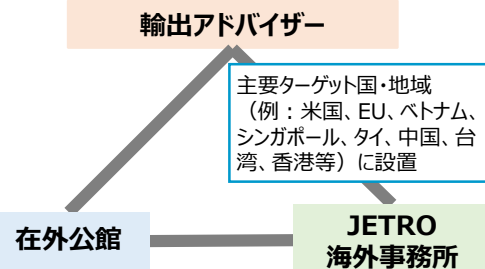 輸出アドバイザー
主要ターゲット国・地域
（例：米国、EU、ベトナム、
シンガポール、タイ、中国、台
湾、香港等）に設置
在外公館
JETRO
海外事務所